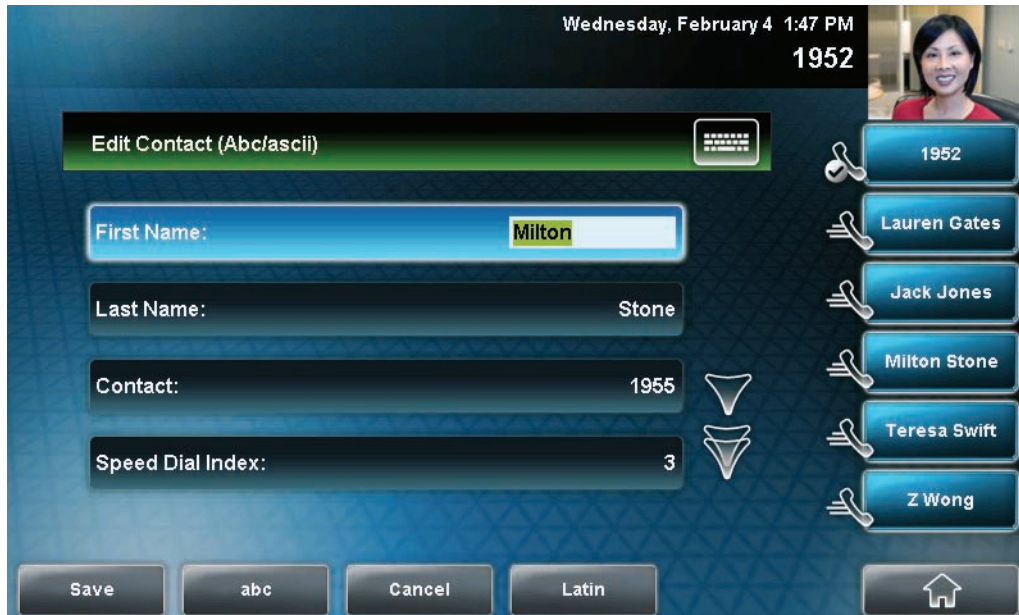 Wednesday, February 4 1:47 PM
1952
Edit Contact (Abc/ascii)
First Name: Milton
Last Name: Stone
Contact: 1955
Speed Dial Index: 3
1952
Lauren Gates
Jack Jones
Milton Stone
Teresa Swift
Z Wong
Save abc Cancel Latin